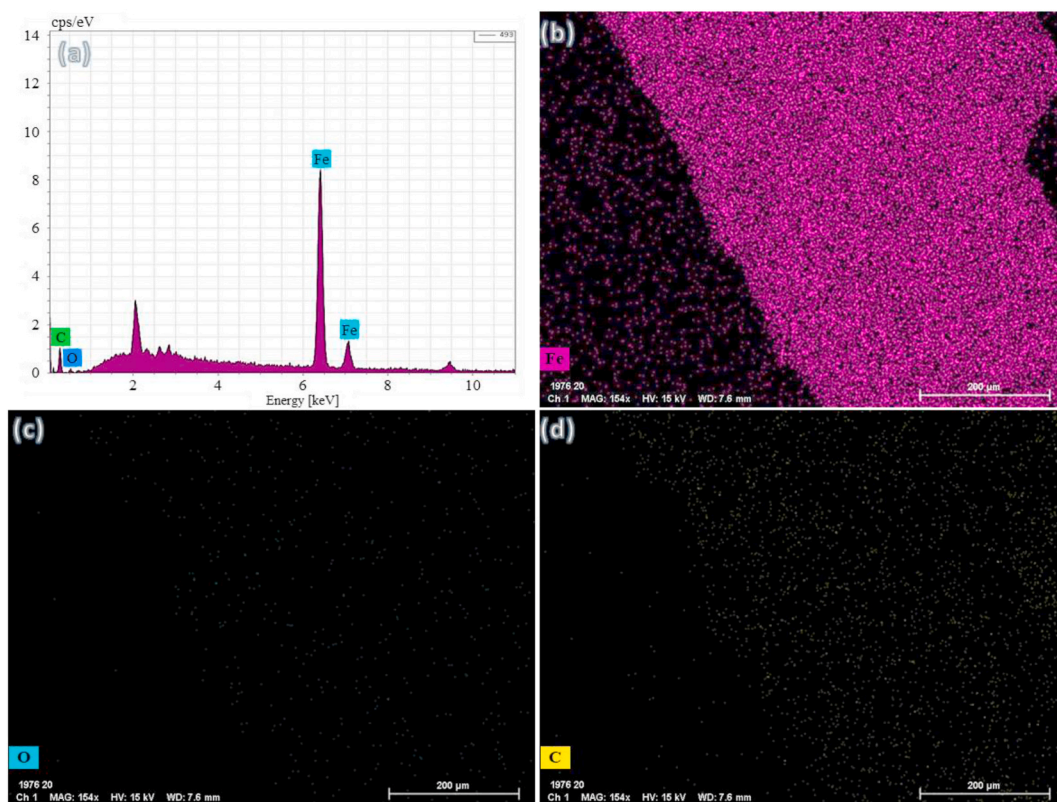 cps/eV
(a)
493
14
12
10
8
6
4
2
0
Fe
Fe
C
O
2
4
6
8
10
Energy [keV]
(b)
Fe
1976 20
Ch 1 MAG: 154x HV: 15 kV WD: 7.6 mm
200 µm
(c)
O
1976 20
Ch 1 MAG: 154x HV: 15 kV WD: 7.6 mm
200 µm
(d)
C
1976 20
Ch 1 MAG: 154x HV: 15 kV WD: 7.6 mm
200 µm